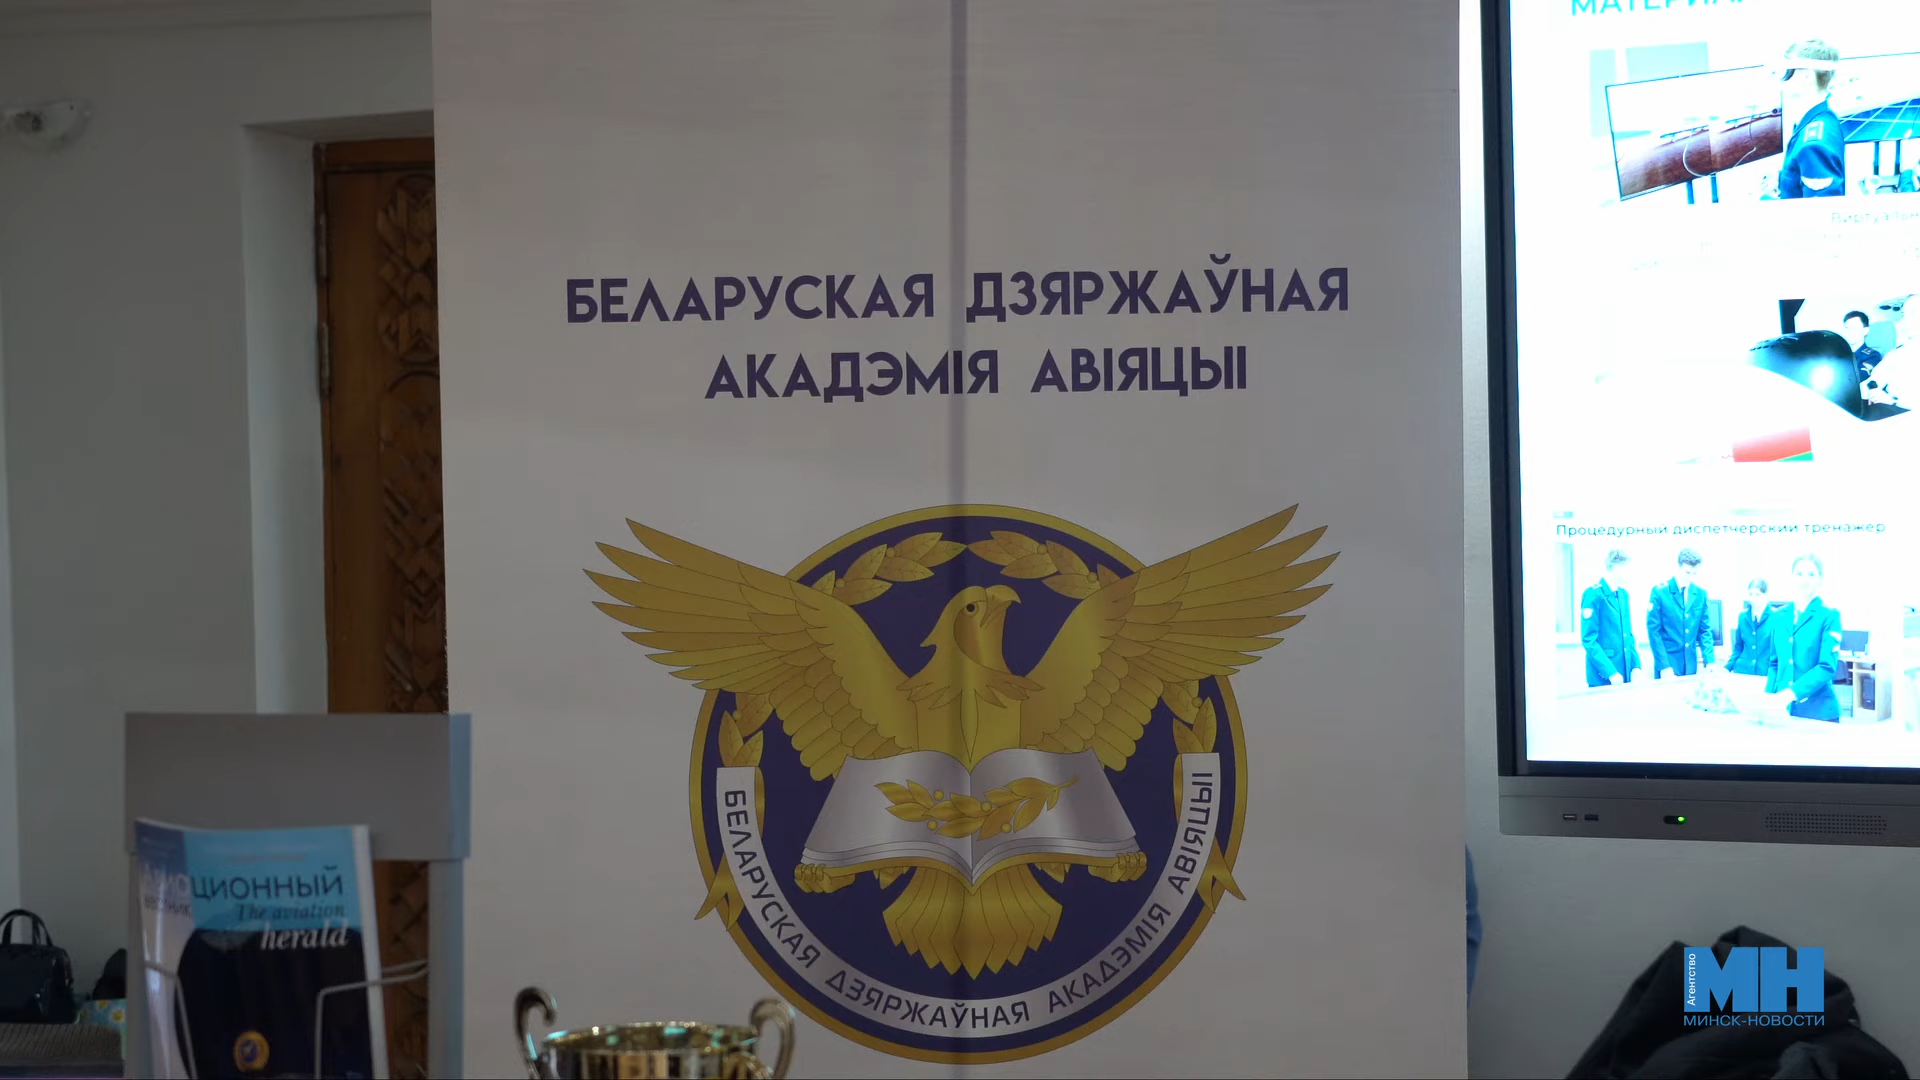 БЕЛАРУСКАЯ ДЗЯРЖАЎНАЯ
АКАДЭМІЯ АВІЯЦЫІ
БЕЛАРУСКАЯ ДЗЯРЖАЎНАЯ АКАДЭМІЯ АВІЯЦЫІ
Процедурный диспетчерский тренажер
ЦИОННЫЙ
The aviation
herald
Агентство
МН
МИНСК-НОВОСТИ